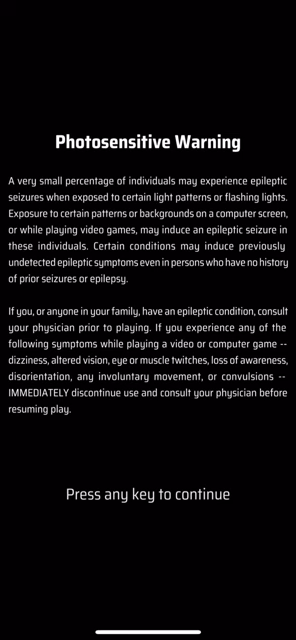 Photosensitive Warning
A very small percentage of individuals may experience epileptic
seizures when exposed to certain light patterns or flashing lights.
Exposure to certain patterns or backgrounds on a computer screen,
or while playing video games, may induce an epileptic seizure in
these individuals. Certain conditions may induce previously
undetected epileptic symptoms even in persons who have no history
of prior seizures or epilepsy.
If you, or anyone in your family, have an epileptic condition, consult
your physician prior to playing. If you experience any of the
following symptoms while playing a video or computer game --
dizziness, altered vision, eye or muscle twitches, loss of awareness,
disorientation, any involuntary movement, or convulsions --
IMMEDIATELY discontinue use and consult your physician before
resuming play.
Press any key to continue